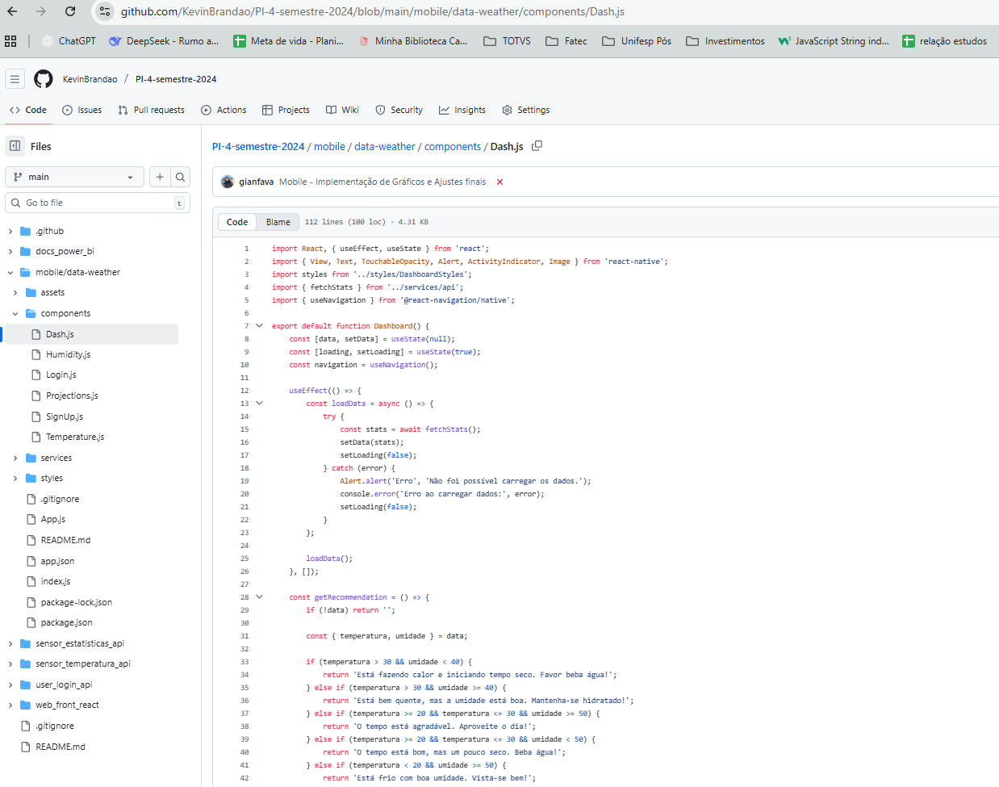 github.com/KevinBrandao/PI-4-semestre-2024/blob/main/mobile/data-weather/components/Dash.js
ChatGPT
DeepSeek - Rumo a...
Meta de vida - Plani...
Minha Biblioteca Ca...
TOTVS
Fatec
Unifesp Pós
Investimentos
JavaScript String ind...
relação estudos
KevinBrandao / PI-4-semestre-2024
Code
Issues
Pull requests
Actions
Projects
Wiki
Security
Insights
Settings
Files
main
Go to file
t
.github
docs_power_bi
mobile/data-weather
assets
components
Dash.js
Humidity.js
Login.js
Projections.js
SignUp.js
Temperature.js
services
styles
.gitignore
App.js
README.md
app.json
index.js
package-lock.json
package.json
sensor_estatisticas_api
sensor_temperatura_api
user_login_api
web_front_react
.gitignore
README.md
PI-4-semestre-2024 / mobile / data-weather / components / Dash.js
gianfava Mobile - Implementação de Gráficos e Ajustes finais
Code
Blame
112 lines (100 loc) · 4.31 KB
1 import React, { useEffect, useState } from 'react';
2 import { View, Text, TouchableOpacity, Alert, ActivityIndicator, Image } from 'react-native';
3 import styles from '../styles/DashboardStyles';
4 import { fetchStats } from '../services/api';
5 import { useNavigation } from '@react-navigation/native';
6
7 export default function Dashboard() {
8 const [data, setData] = useState(null);
9 const [loading, setLoading] = useState(true);
10 const navigation = useNavigation();
11
12 useEffect(() => {
13 const loadData = async () => {
14 try {
15 const stats = await fetchStats();
16 setData(stats);
17 setLoading(false);
18 } catch (error) {
19 Alert.alert('Erro', 'Não foi possível carregar os dados.');
20 console.error('Erro ao carregar dados:', error);
21 setLoading(false);
22 }
23 };
24
25 loadData();
26 }, []);
27
28 const getRecommendation = () => {
29 if (!data) return '';
30
31 const { temperatura, umidade } = data;
32
33 if (temperatura > 30 && umidade < 40) {
34 return 'Está fazendo calor e iniciando tempo seco. Favor beba água!';
35 } else if (temperatura > 30 && umidade >= 40) {
36 return 'Está bem quente, mas a umidade está boa. Mantenha-se hidratado!';
37 } else if (temperatura >= 20 && temperatura <= 30 && umidade >= 50) {
38 return 'O tempo está agradável. Aproveite o dia!';
39 } else if (temperatura >= 20 && temperatura <= 30 && umidade < 50) {
40 return 'O tempo está bom, mas um pouco seco. Beba água!';
41 } else if (temperatura < 20 && umidade >= 50) {
42 return 'Está frio com boa umidade. Vista-se bem!';